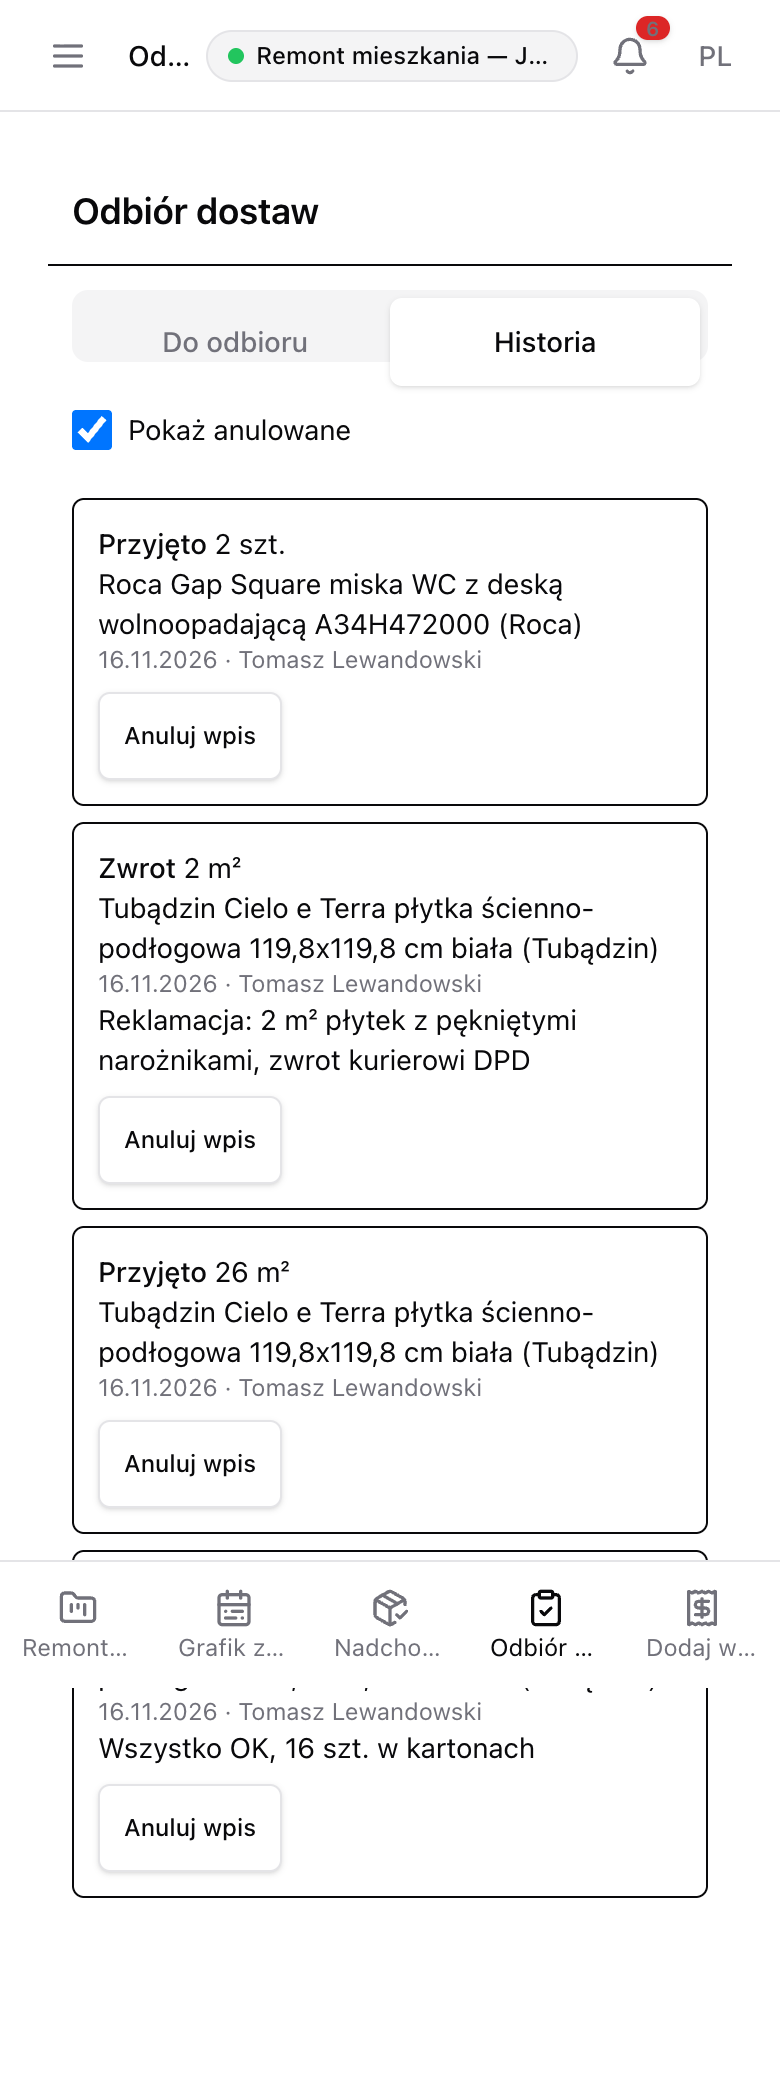 Od...
Remont mieszkania — J...
6
PL
Odbiór dostaw
Do odbioru
Historia
Pokaż anulowane
Przyjęto 2 szt.
Roca Gap Square miska WC z deską
wolnoopadającą A34H472000 (Roca)
16.11.2026 · Tomasz Lewandowski
Anuluj wpis
Zwrot 2 m²
Tubądzin Cielo e Terra płytka ścienno-
podłogowa 119,8x119,8 cm biała (Tubądzin)
16.11.2026 · Tomasz Lewandowski
Reklamacja: 2 m² płytek z pękniętymi
narożnikami, zwrot kurierowi DPD
Anuluj wpis
Przyjęto 26 m²
Tubądzin Cielo e Terra płytka ścienno-
podłogowa 119,8x119,8 cm biała (Tubądzin)
16.11.2026 · Tomasz Lewandowski
Anuluj wpis
Remont...
Grafik z...
Nadcho...
Odbiór ...
Dodaj w...
16.11.2026 · Tomasz Lewandowski
Wszystko OK, 16 szt. w kartonach
Anuluj wpis